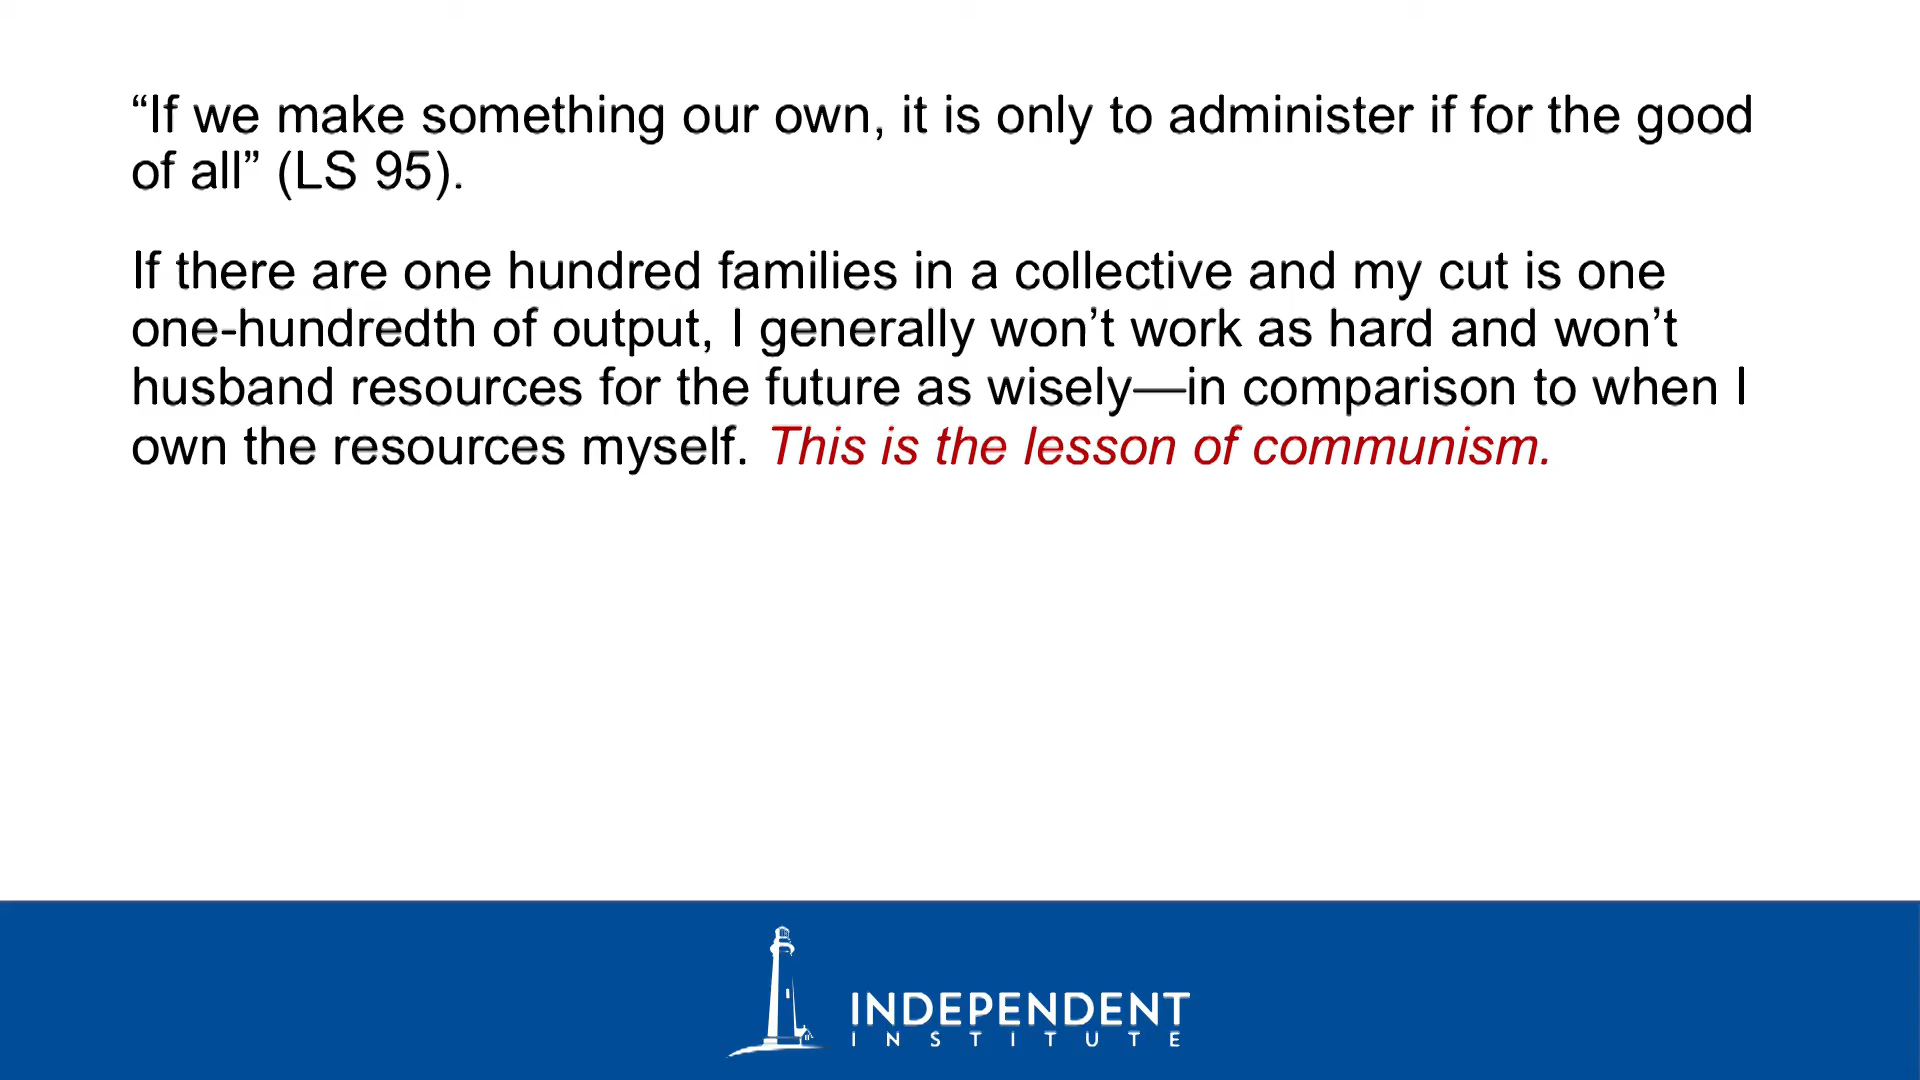 “If we make something our own, it is only to administer if for the good
of all” (LS 95).
If there are one hundred families in a collective and my cut is one
one-hundredth of output, I generally won’t work as hard and won’t
husband resources for the future as wisely—in comparison to when I
own the resources myself. This is the lesson of communism.
INDEPENDENT
INSTITUTE